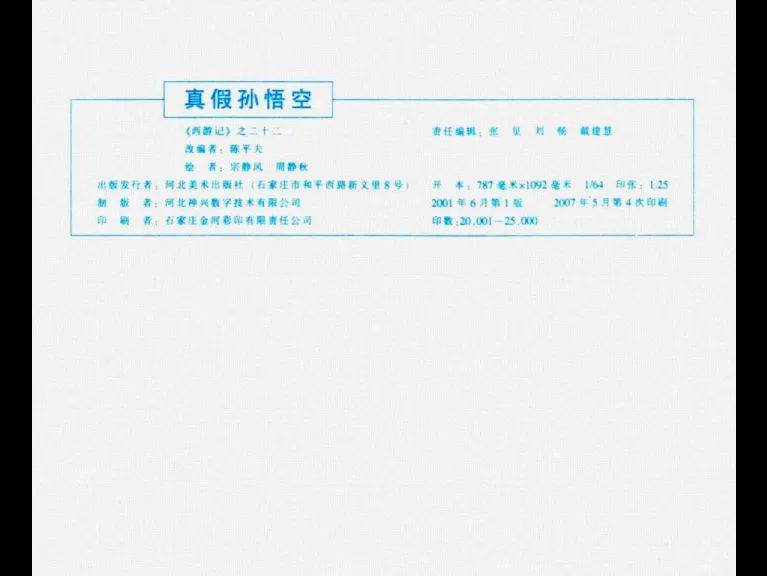 真假孙悟空
《西游记》之二十二
责任编辑：张 星 刘 杨 戴建慧
改编者：陈平夫
绘 者：宗静风 周静秋
出版发行者：河北美术出版社（石家庄市和平西路新文里8号）
开 本：787毫米×1092毫米 1/64 印张：1.25
制 版 者：河北禅兴数字技术有限公司
2001年6月第1版 2007年5月第4次印刷
印 刷 者：石家庄金河彩印有限责任公司
印数：20,001—25,000